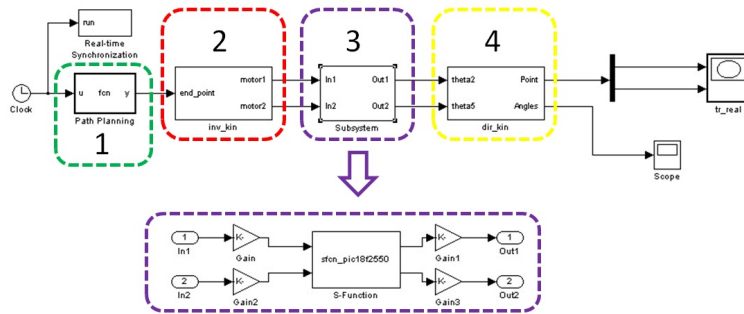 run
Real-time
Synchronization
2
3
4
Clock
u fcn y
Path Planning
1
end_point
motor1
motor2
inv_kin
In1
In2
Out1
Out2
Subsystem
theta2
theta5
Point
Angles
dir_kin
tr_real
Scope
1
In1
K-
Gain
sfcn_pic18f2550
S-Function
K-
Gain1
1
Out1
2
In2
K-
Gain2
K-
Gain3
2
Out2